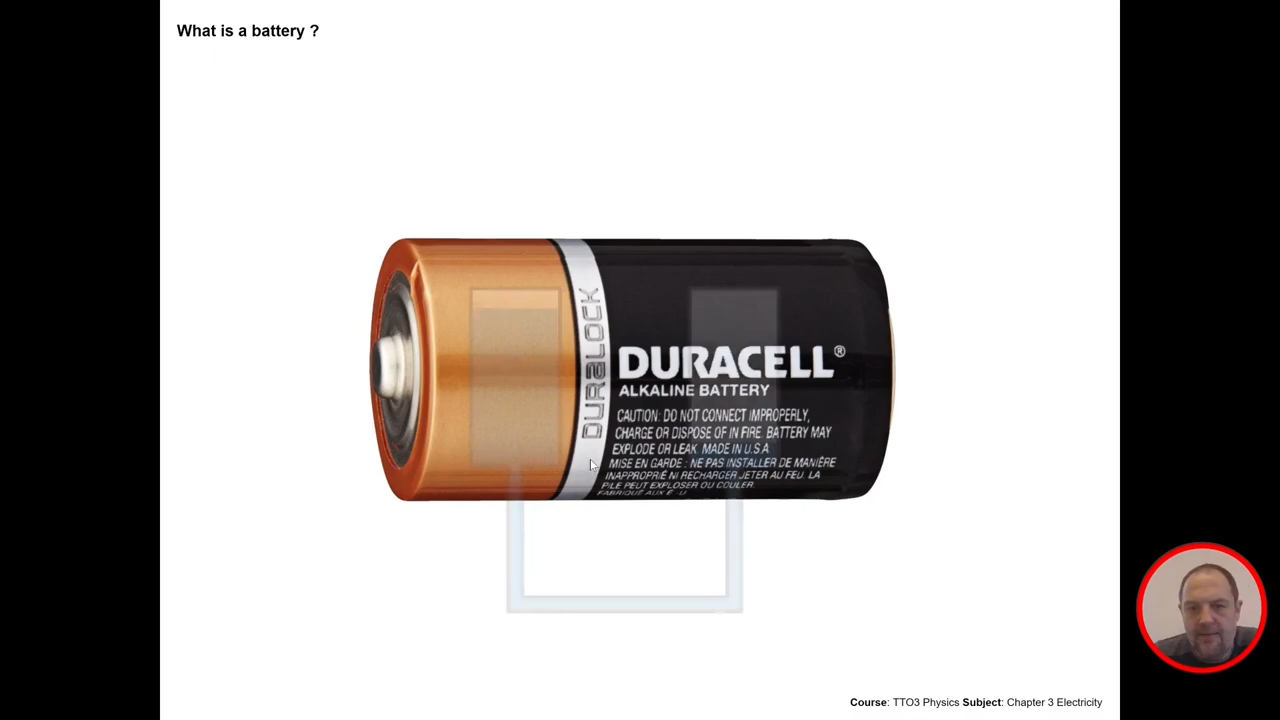 What is a battery ?
DURALOCK
DURACELL®
ALKALINE BATTERY
CAUTION: DO NOT CONNECT IMPROPERLY,
CHARGE OR DISPOSE OF IN FIRE. BATTERY MAY
EXPLODE OR LEAK. MADE IN U.S.A
MISE EN GARDE : NE PAS INSTALLER DE MANIÈRE
INAPPROPRIÉ NI RECHARGER JETER AU FEU. LA
PILE PEUT EXPLOSER OU COULER.
FABRIQUÉ AUX É.-U.
Course: TTO3 Physics Subject: Chapter 3 Electricity